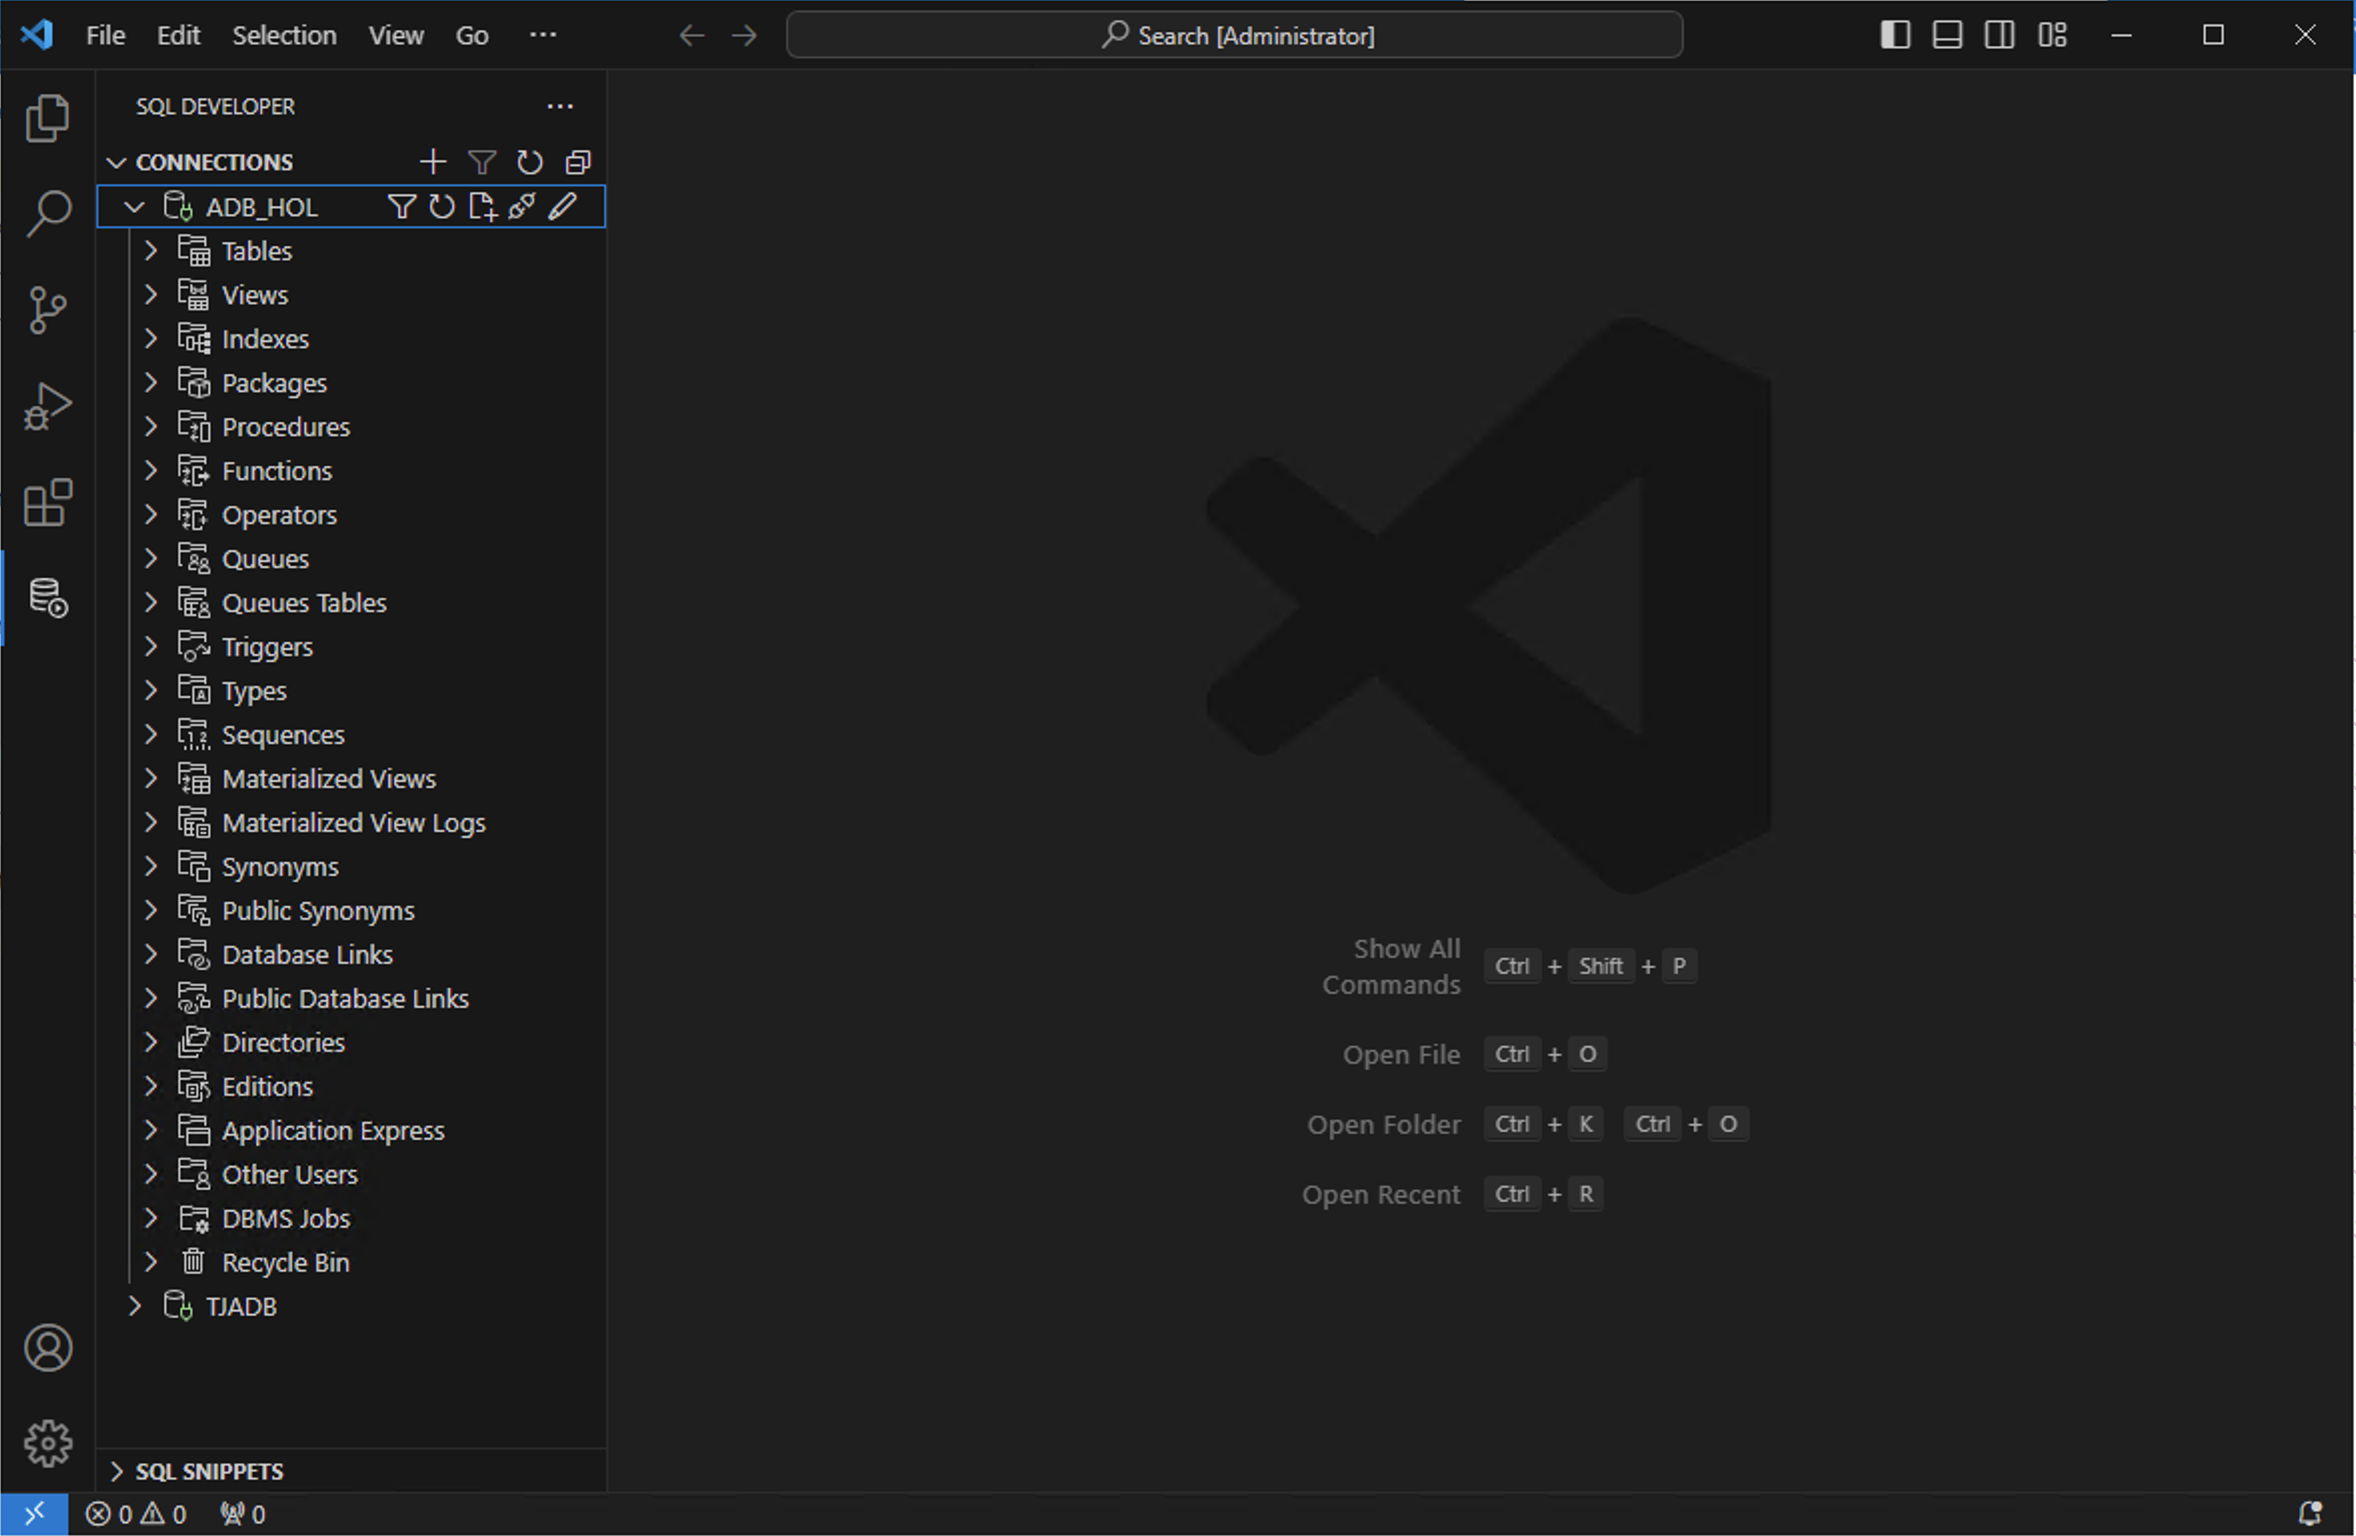 File Edit Selection View Go ··· Search [Administrator]
SQL DEVELOPER ···
CONNECTIONS
ADB_HOL
Tables
Views
Indexes
Packages
Procedures
Functions
Operators
Queues
Queues Tables
Triggers
Types
Sequences
Materialized Views
Materialized View Logs
Synonyms
Public Synonyms
Database Links
Public Database Links
Directories
Editions
Application Express
Other Users
DBMS Jobs
Recycle Bin
TJADB
SQL SNIPPETS
Show All
Commands Ctrl + Shift + P
Open File Ctrl + O
Open Folder Ctrl + K Ctrl + O
Open Recent Ctrl + R
0 0 0